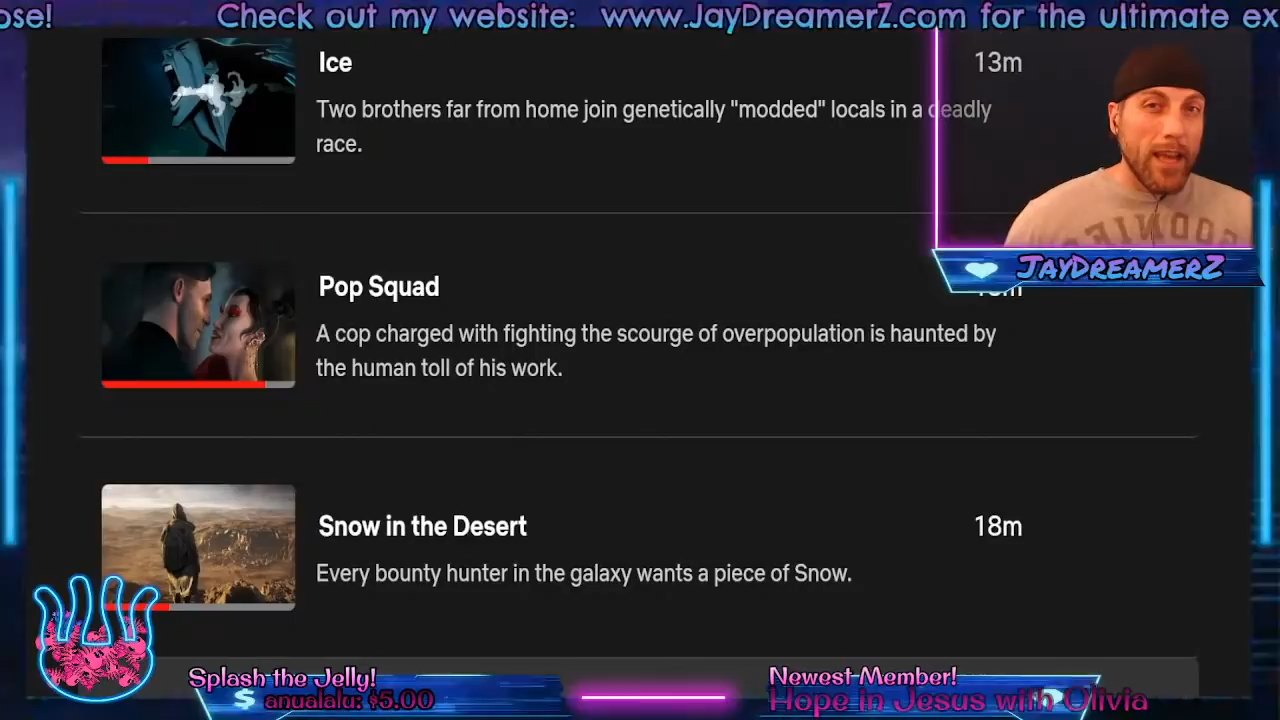 ose! Check out my website: www.JayDreamerZ.com for the ultimate ex
Ice
13m
Two brothers far from home join genetically "modded" locals in a deadly
race.
GOONIES
JayDreamerZ
Pop Squad
A cop charged with fighting the scourge of overpopulation is haunted by
the human toll of his work.
Snow in the Desert
18m
Every bounty hunter in the galaxy wants a piece of Snow.
Splash the Jelly!
$ anualalu: $5.00
Newest Member!
Hope in Jesus with Olivia